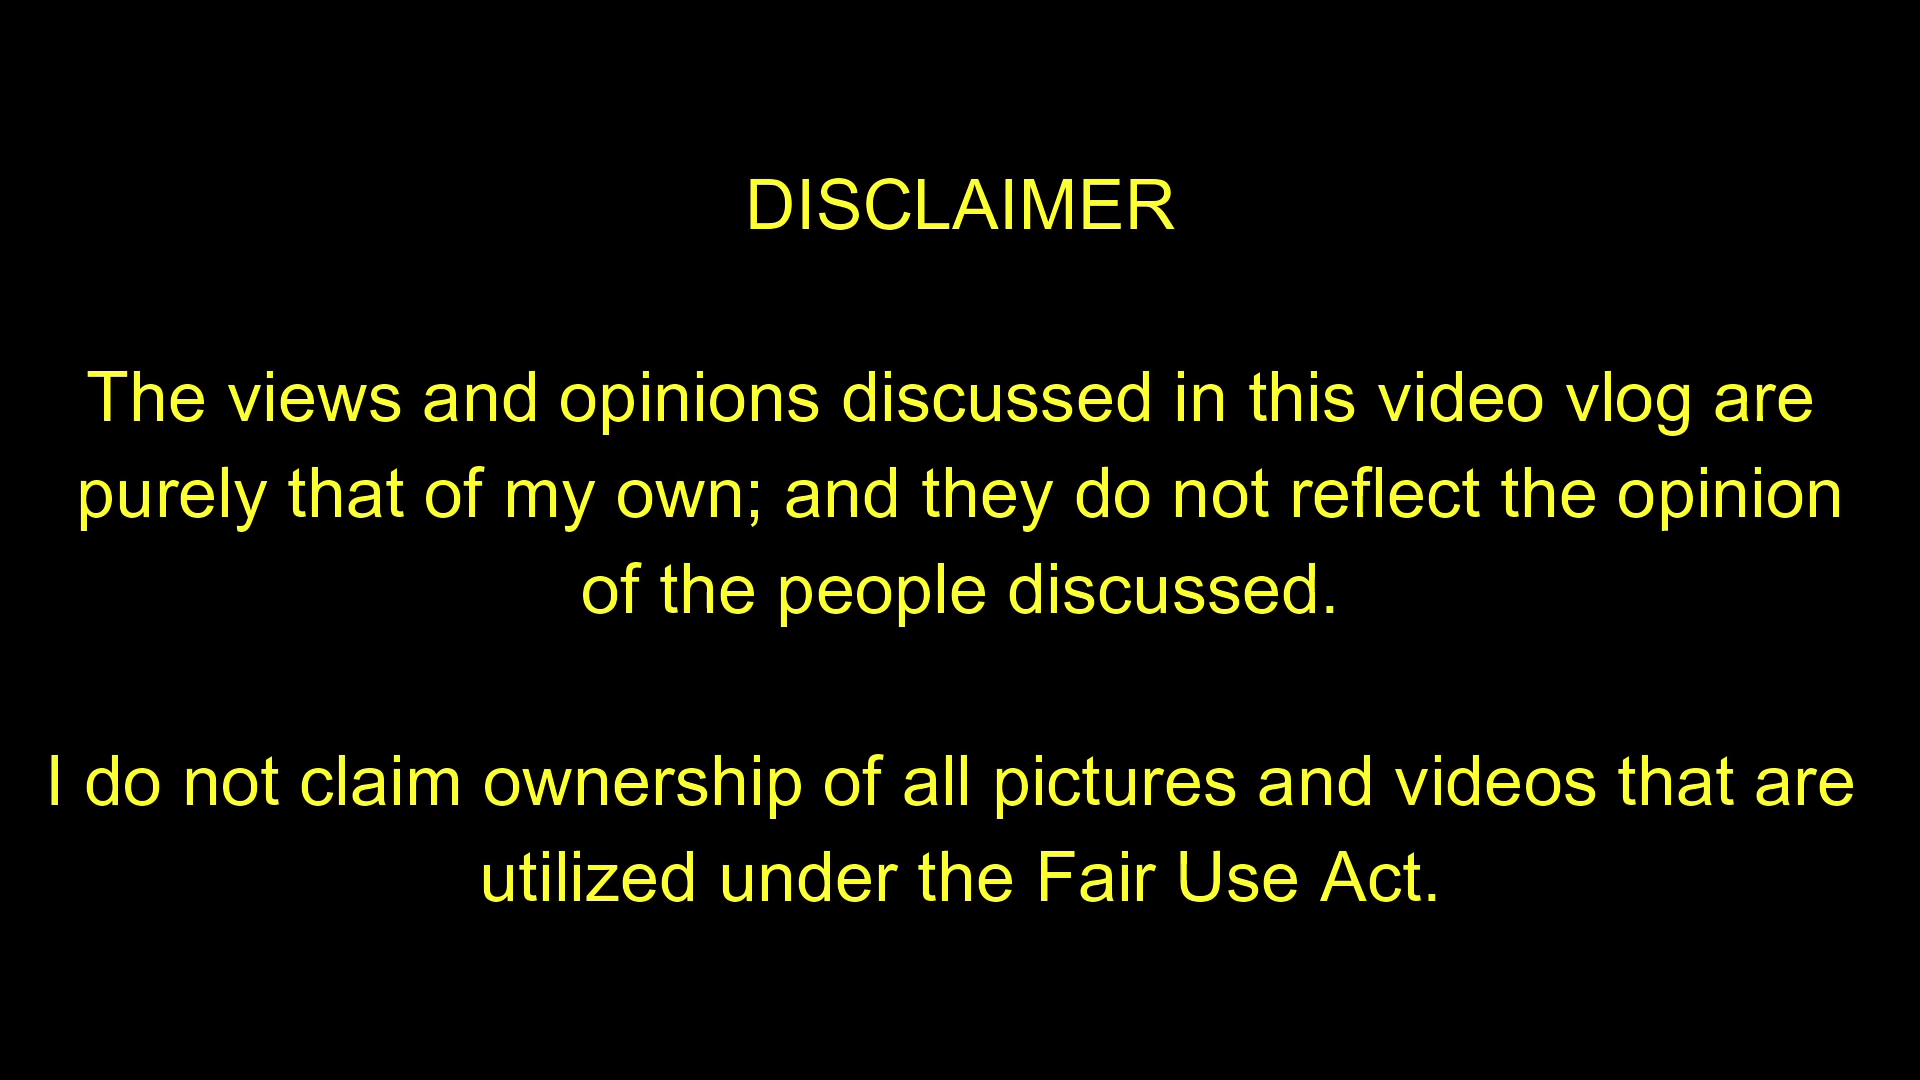 DISCLAIMER
The views and opinions discussed in this video vlog are
purely that of my own; and they do not reflect the opinion
of the people discussed.
I do not claim ownership of all pictures and videos that are
utilized under the Fair Use Act.